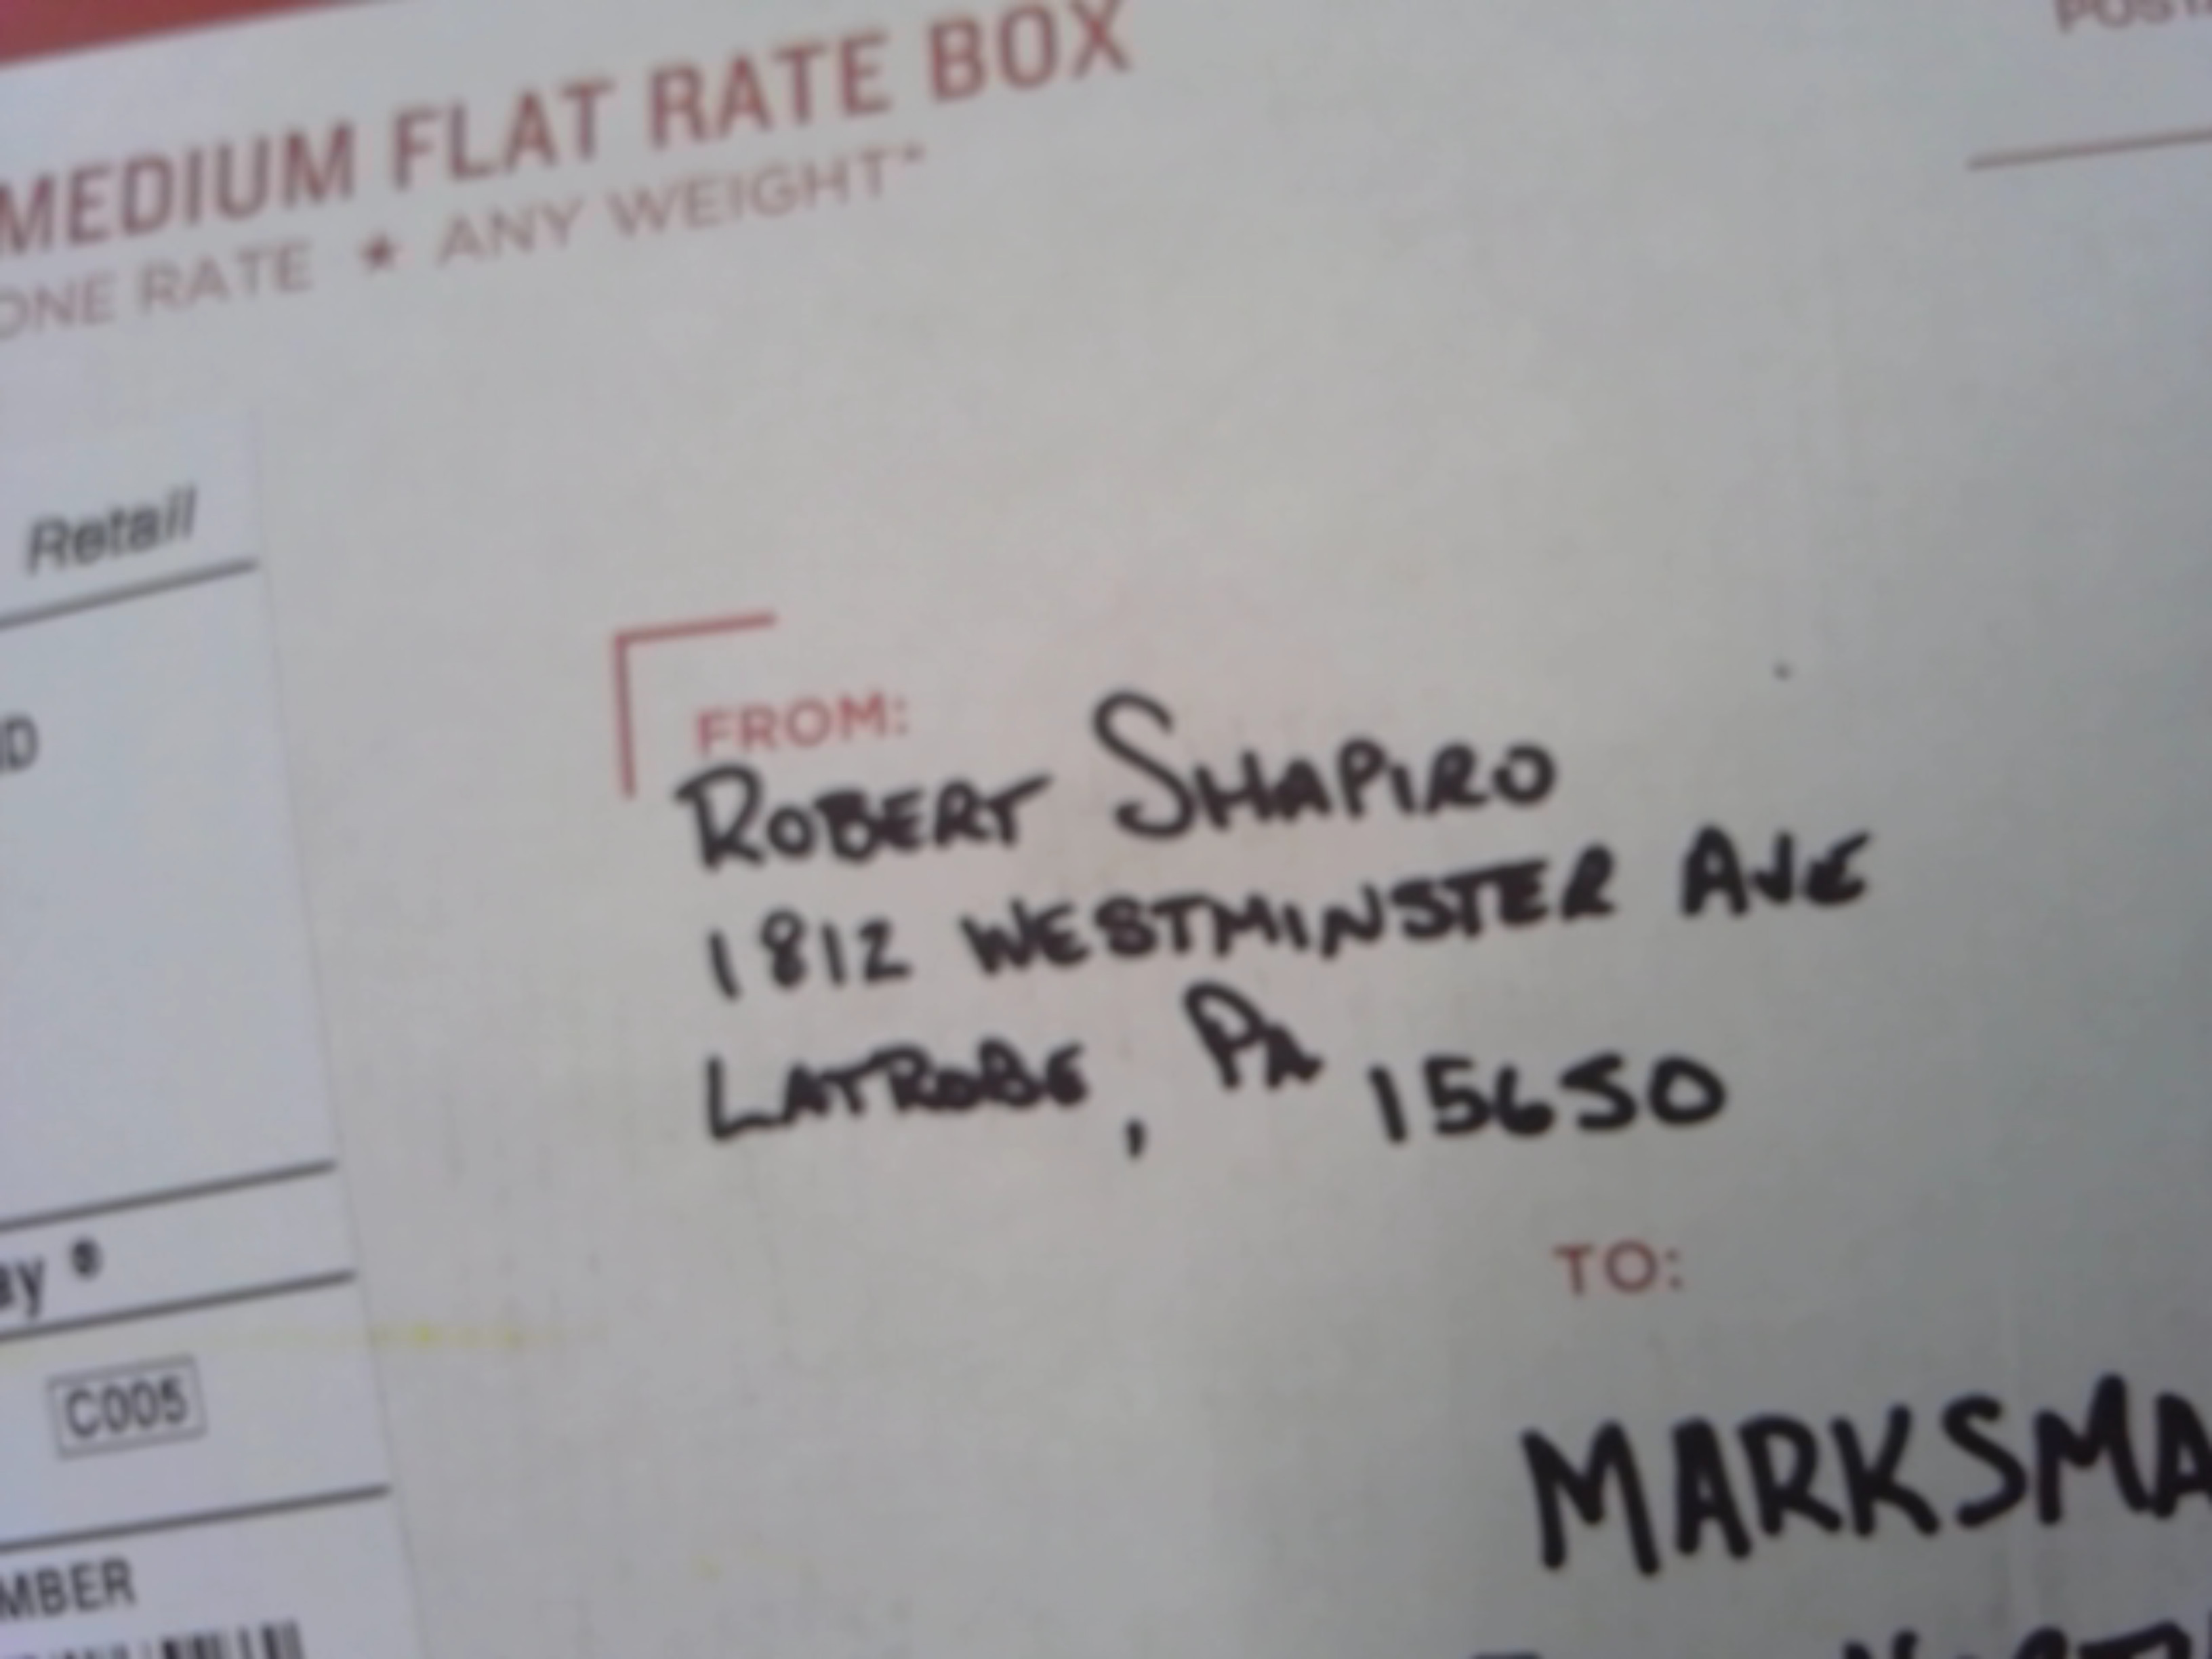 POST
MEDIUM FLAT RATE BOX
ONE RATE ★ ANY WEIGHT*
Retail
FROM:
ROBERT SHAPIRO
1812 WESTMINSTER AVE
LATROBE, PA 15650
TO:
C005
MARKSMA
MBER